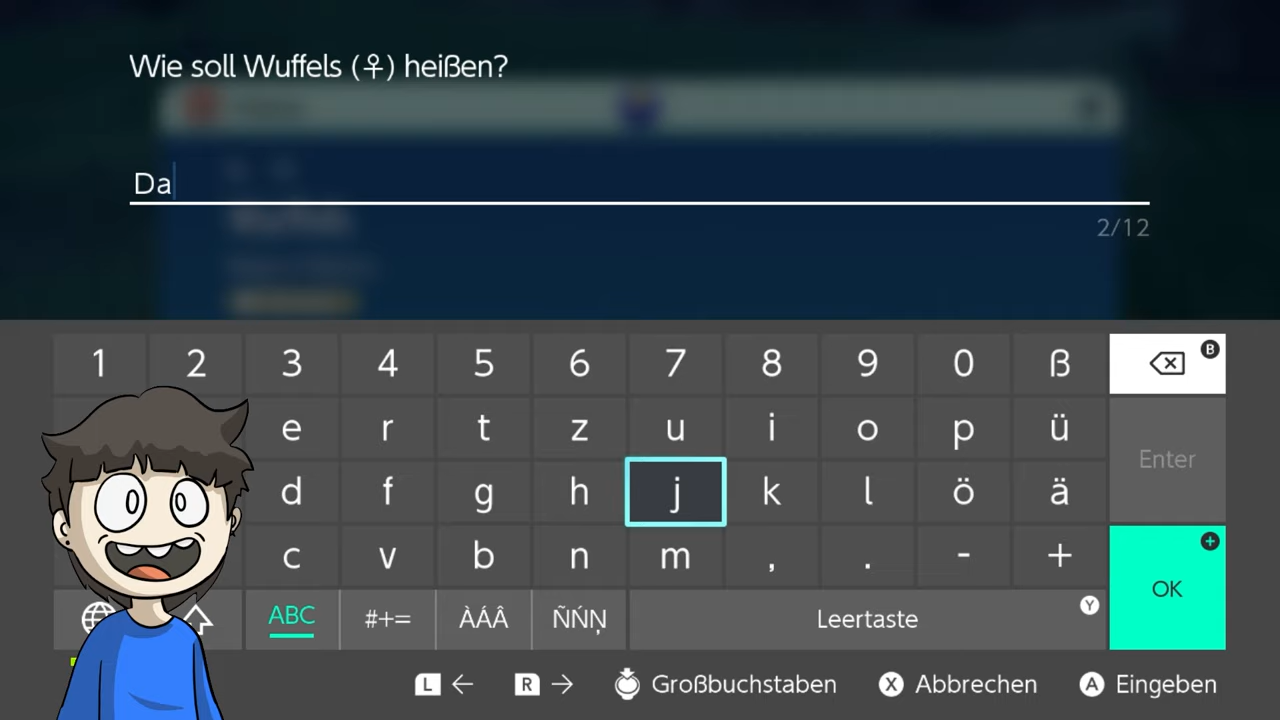 Wie soll Wuffels (♀) heißen?
Da
2/12
1 2 3 4 5 6 7 8 9 0 ß B
e r t z u i o p ü Enter
d f g h j k l ö ä
c v b n m , . - + + OK
ABC #+= ÀÁÂ ÑŃŅ Leertaste Y
L ← R → Großbuchstaben X Abbrechen A Eingeben